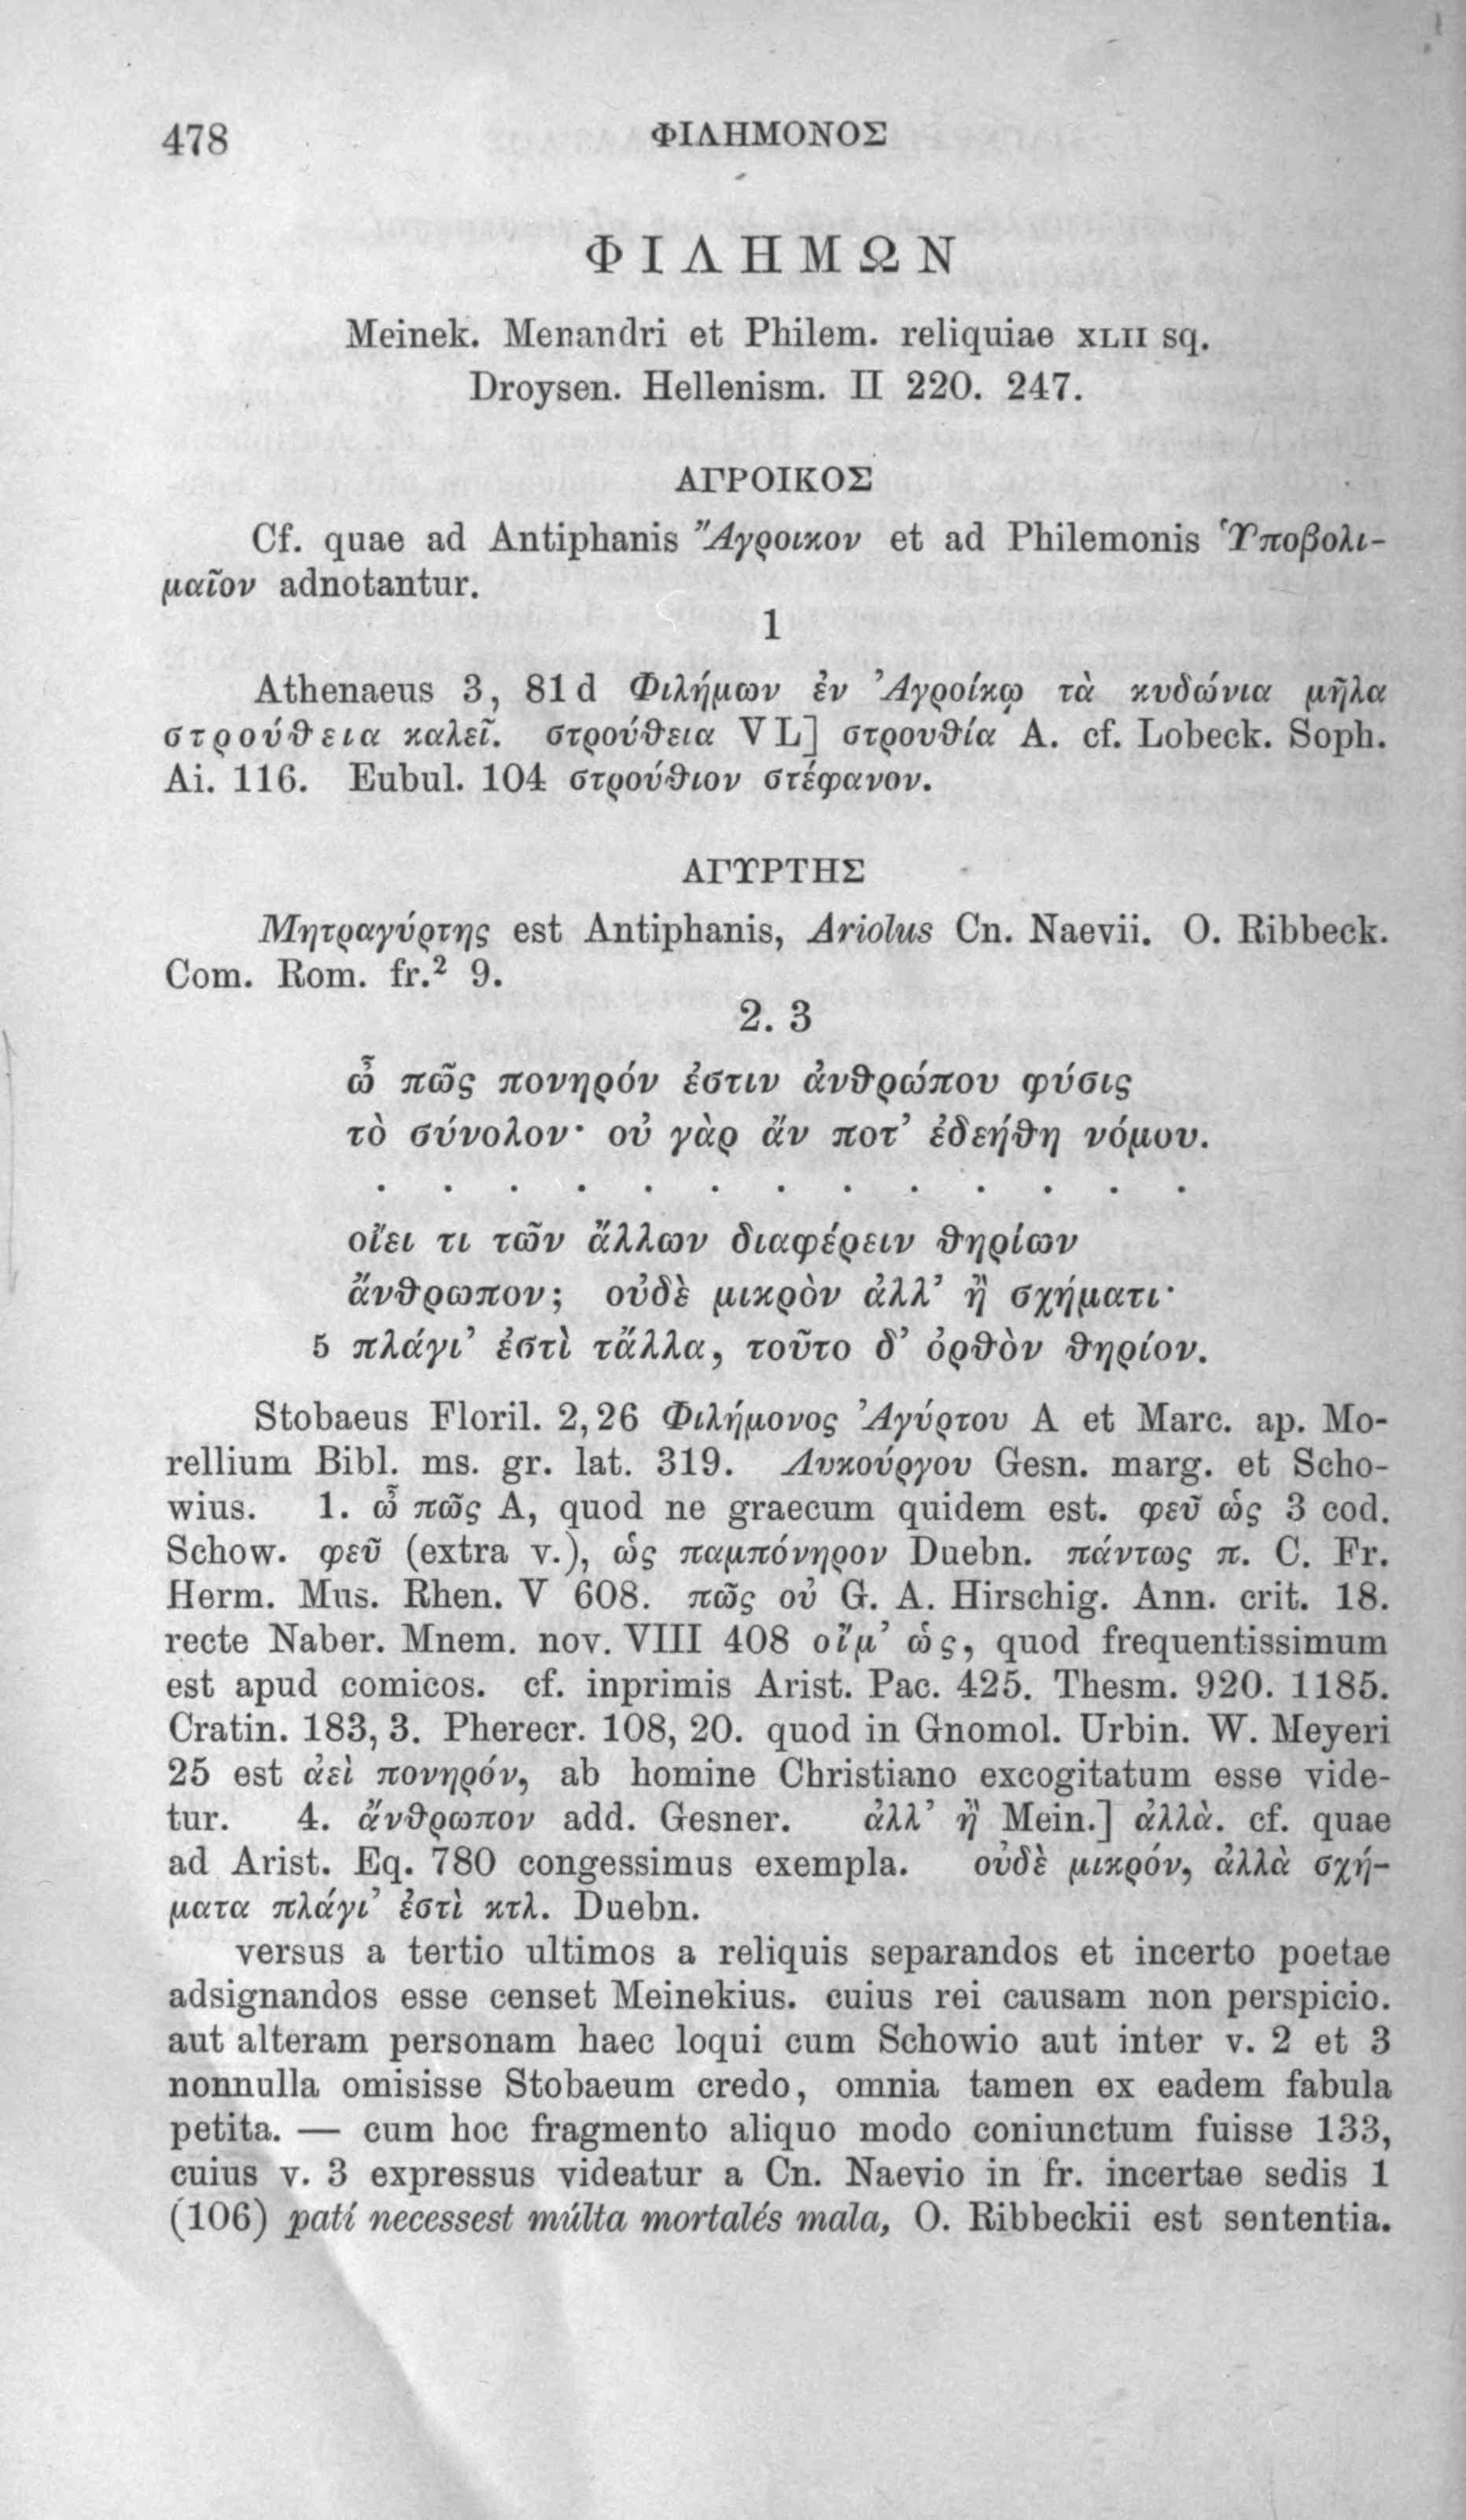 478 ΦΙΛΗΜΟΝΟΣ
ΦΙΛΗΜΩΝ
Meinek. Menandri et Philem. reliquiae XLII sq.
Droysen. Hellenism. II 220. 247.
ΑΓΡΟΙΚΟΣ
Cf. quae ad Antiphanis Ἄγροικον et ad Philemonis Ὑποβολι-
μαῖον adnotantur.
1
Athenaeus 3, 81d Φιλήμων ἐν Ἀγροίκῳ τὰ κυδώνια μῆλα
στρούθεια καλεῖ. στρούθεια VL] στρουθία A. cf. Lobeck. Soph.
Ai. 116. Eubul. 104 στρούθιον στέφανον.
ΑΓΥΡΤΗΣ
Μητραγύρτης est Antiphanis, Ariolus Cn. Naevii. O. Ribbeck.
Com. Rom. fr.² 9.
2. 3
ὦ πῶς πονηρόν ἐστιν ἀνθρώπου φύσις
τὸ σύνολον· οὐ γὰρ ἄν ποτ’ ἐδεήθη νόμου.
. . . . . . . . . . . . .
οἴει τι τῶν ἄλλων διαφέρειν θηρίων
ἄνθρωπον; οὐδὲ μικρὸν ἀλλ’ ἢ σχήματι·
5 πλάγι’ ἐστὶ τἄλλα, τοῦτο δ’ ὀρθὸν θηρίον.
Stobaeus Floril. 2,26 Φιλήμονος Ἀγύρτου A et Marc. ap. Mo-
rellium Bibl. ms. gr. lat. 319. Λυκούργου Gesn. marg. et Scho-
wius. 1. ὦ πῶς A, quod ne graecum quidem est. φεῦ ὡς 3 cod.
Schow. φεῦ (extra v.), ὡς παμπόνηρον Duebn. πάντως π. C. Fr.
Herm. Mus. Rhen. V 608. πῶς οὐ G. A. Hirschig. Ann. crit. 18.
recte Naber. Mnem. nov. VIII 408 οἴμ’ ὡς, quod frequentissimum
est apud comicos. cf. inprimis Arist. Pac. 425. Thesm. 920. 1185.
Cratin. 183, 3. Pherecr. 108, 20. quod in Gnomol. Urbin. W. Meyeri
25 est ἀεὶ πονηρόν, ab homine Christiano excogitatum esse vide-
tur. 4. ἄνθρωπον add. Gesner. ἀλλ’ ἢ Mein.] ἀλλὰ. cf. quae
ad Arist. Eq. 780 congessimus exempla. οὐδὲ μικρόν, ἀλλὰ σχή-
ματα πλάγι’ ἐστὶ κτλ. Duebn.
versus a tertio ultimos a reliquis separandos et incerto poetae
adsignandos esse censet Meinekius. cuius rei causam non perspicio.
aut alteram personam haec loqui cum Schowio aut inter v. 2 et 3
nonnulla omisisse Stobaeum credo, omnia tamen ex eadem fabula
petita. — cum hoc fragmento aliquo modo coniunctum fuisse 133,
cuius v. 3 expressus videatur a Cn. Naevio in fr. incertae sedis 1
(106) patí necessest múlta mortalés mala, O. Ribbeckii est sententia.